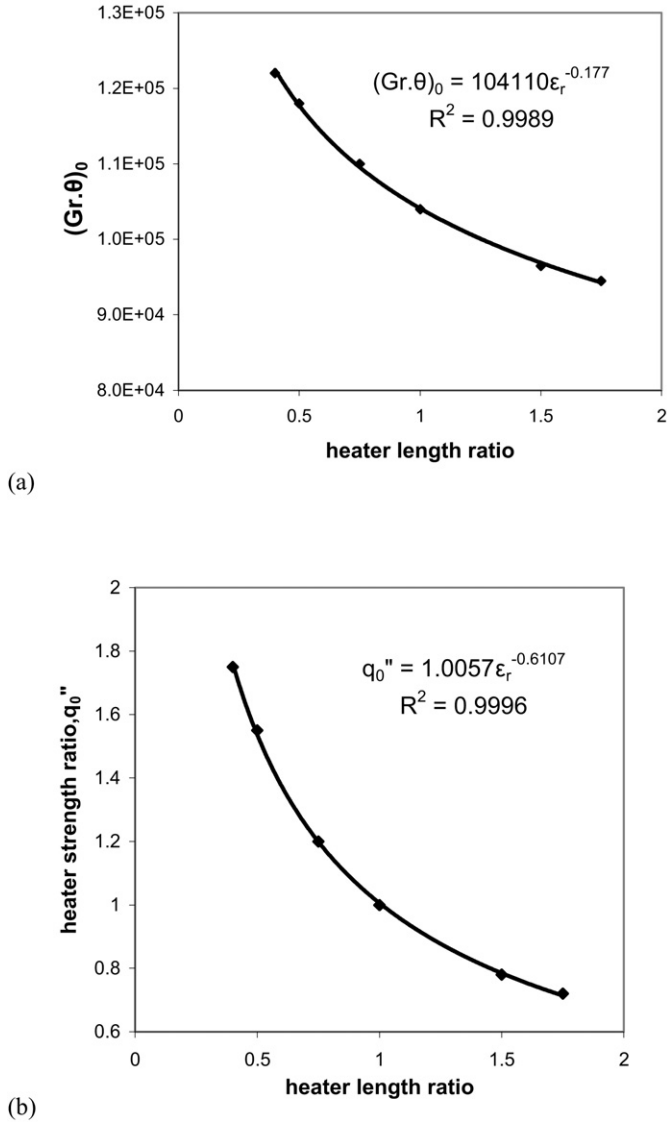 1.3E+05
1.2E+05
1.1E+05
1.0E+05
9.0E+04
8.0E+04
(Gr.θ)₀
(Gr.θ)₀ = 104110εᵣ⁻⁰·¹⁷⁷
R² = 0.9989
0 0.5 1 1.5 2
heater length ratio
(a)
2
1.8
1.6
1.4
1.2
1
0.8
0.6
heater strength ratio,q₀"
q₀" = 1.0057εᵣ⁻⁰·⁶¹⁰⁷
R² = 0.9996
0 0.5 1 1.5 2
heater length ratio
(b)